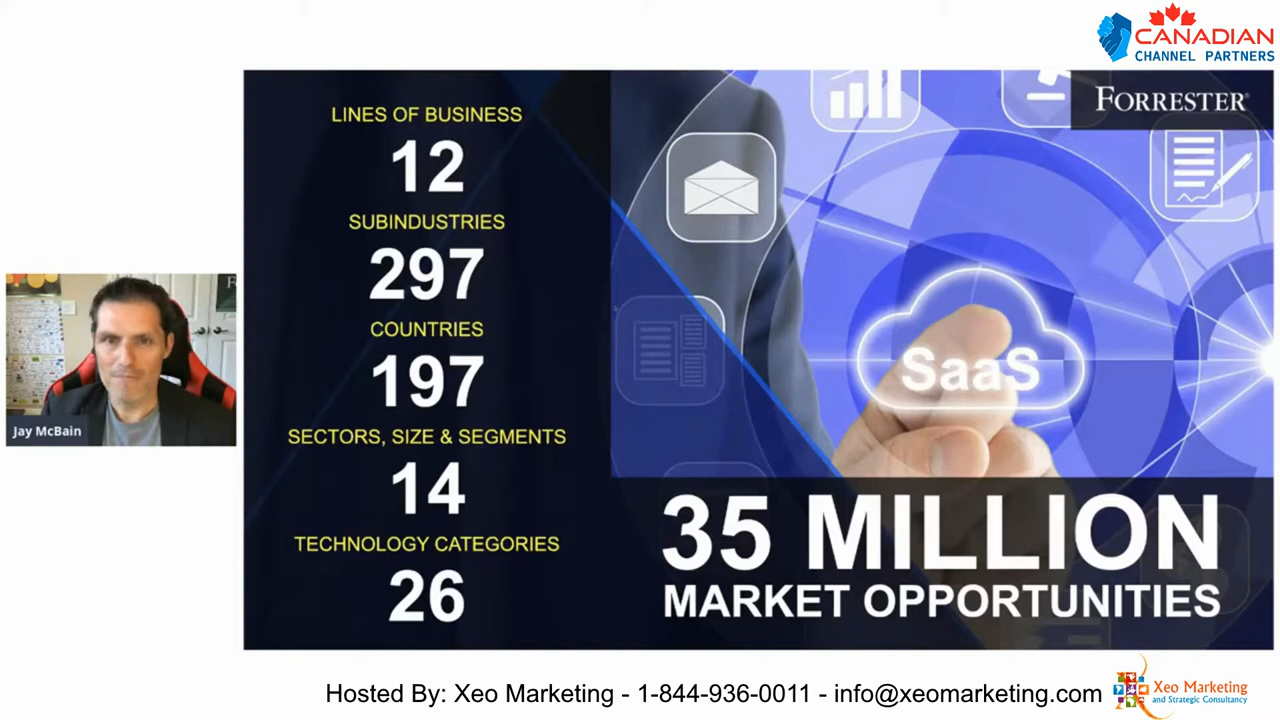 CANADIAN
CHANNEL PARTNERS
LINES OF BUSINESS
12
SUBINDUSTRIES
297
COUNTRIES
197
SECTORS, SIZE & SEGMENTS
14
TECHNOLOGY CATEGORIES
26
FORRESTER®
SaaS
35 MILLION
MARKET OPPORTUNITIES
Jay McBain
Hosted By: Xeo Marketing - 1-844-936-0011 - info@xeomarketing.com
Xeo Marketing
and Strategic Consultancy